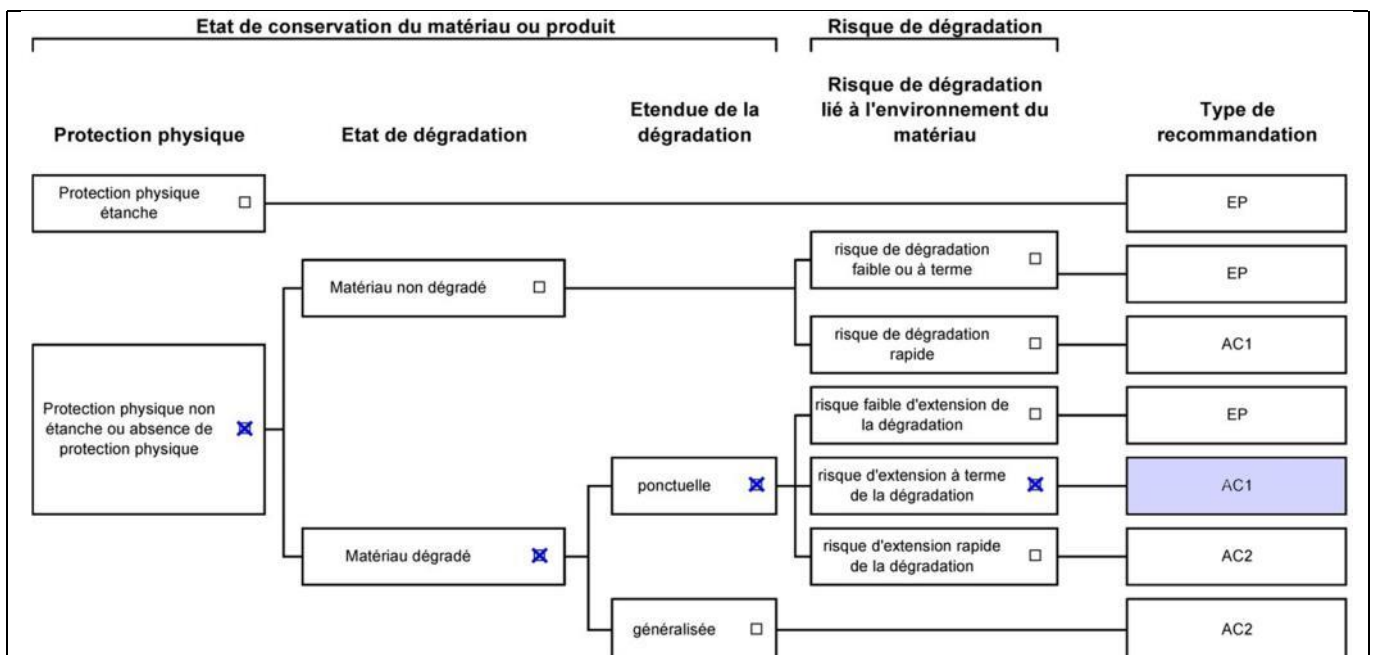 Etat de conservation du matériau ou produit
Risque de dégradation
Protection physique
Etat de dégradation
Etendue de la
dégradation
Risque de dégradation
lié à l'environnement du
matériau
Type de
recommandation
Protection physique
étanche
EP
Matériau non dégradé
risque de dégradation
faible ou à terme
EP
risque de dégradation
rapide
AC1
Protection physique non
étanche ou absence de
protection physique
risque faible d'extension de
la dégradation
EP
ponctuelle
risque d'extension à terme
de la dégradation
AC1
Matériau dégradé
risque d'extension rapide
de la dégradation
AC2
généralisée
AC2